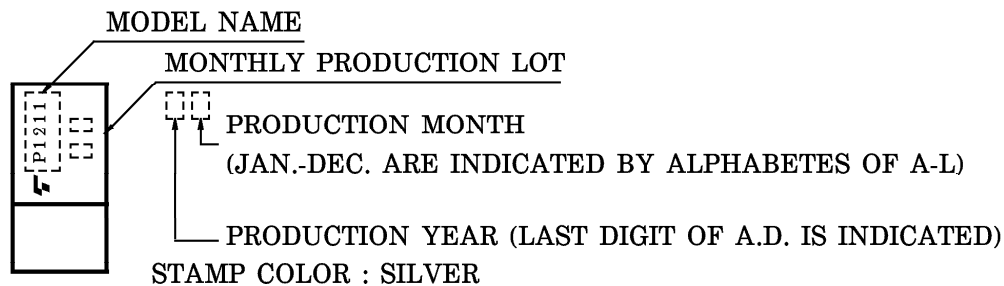 MODEL NAME
MONTHLY PRODUCTION LOT
P1211
PRODUCTION MONTH
(JAN.-DEC. ARE INDICATED BY ALPHABETES OF A-L)
PRODUCTION YEAR (LAST DIGIT OF A.D. IS INDICATED)
STAMP COLOR : SILVER